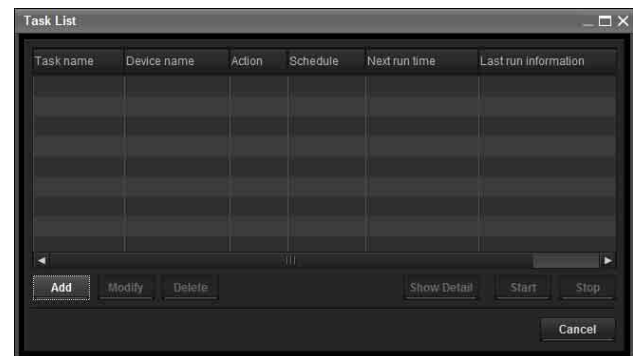 Task List
Task name Device name Action Schedule Next run time Last run information
Add Modify Delete Show Detail Start Stop
Cancel